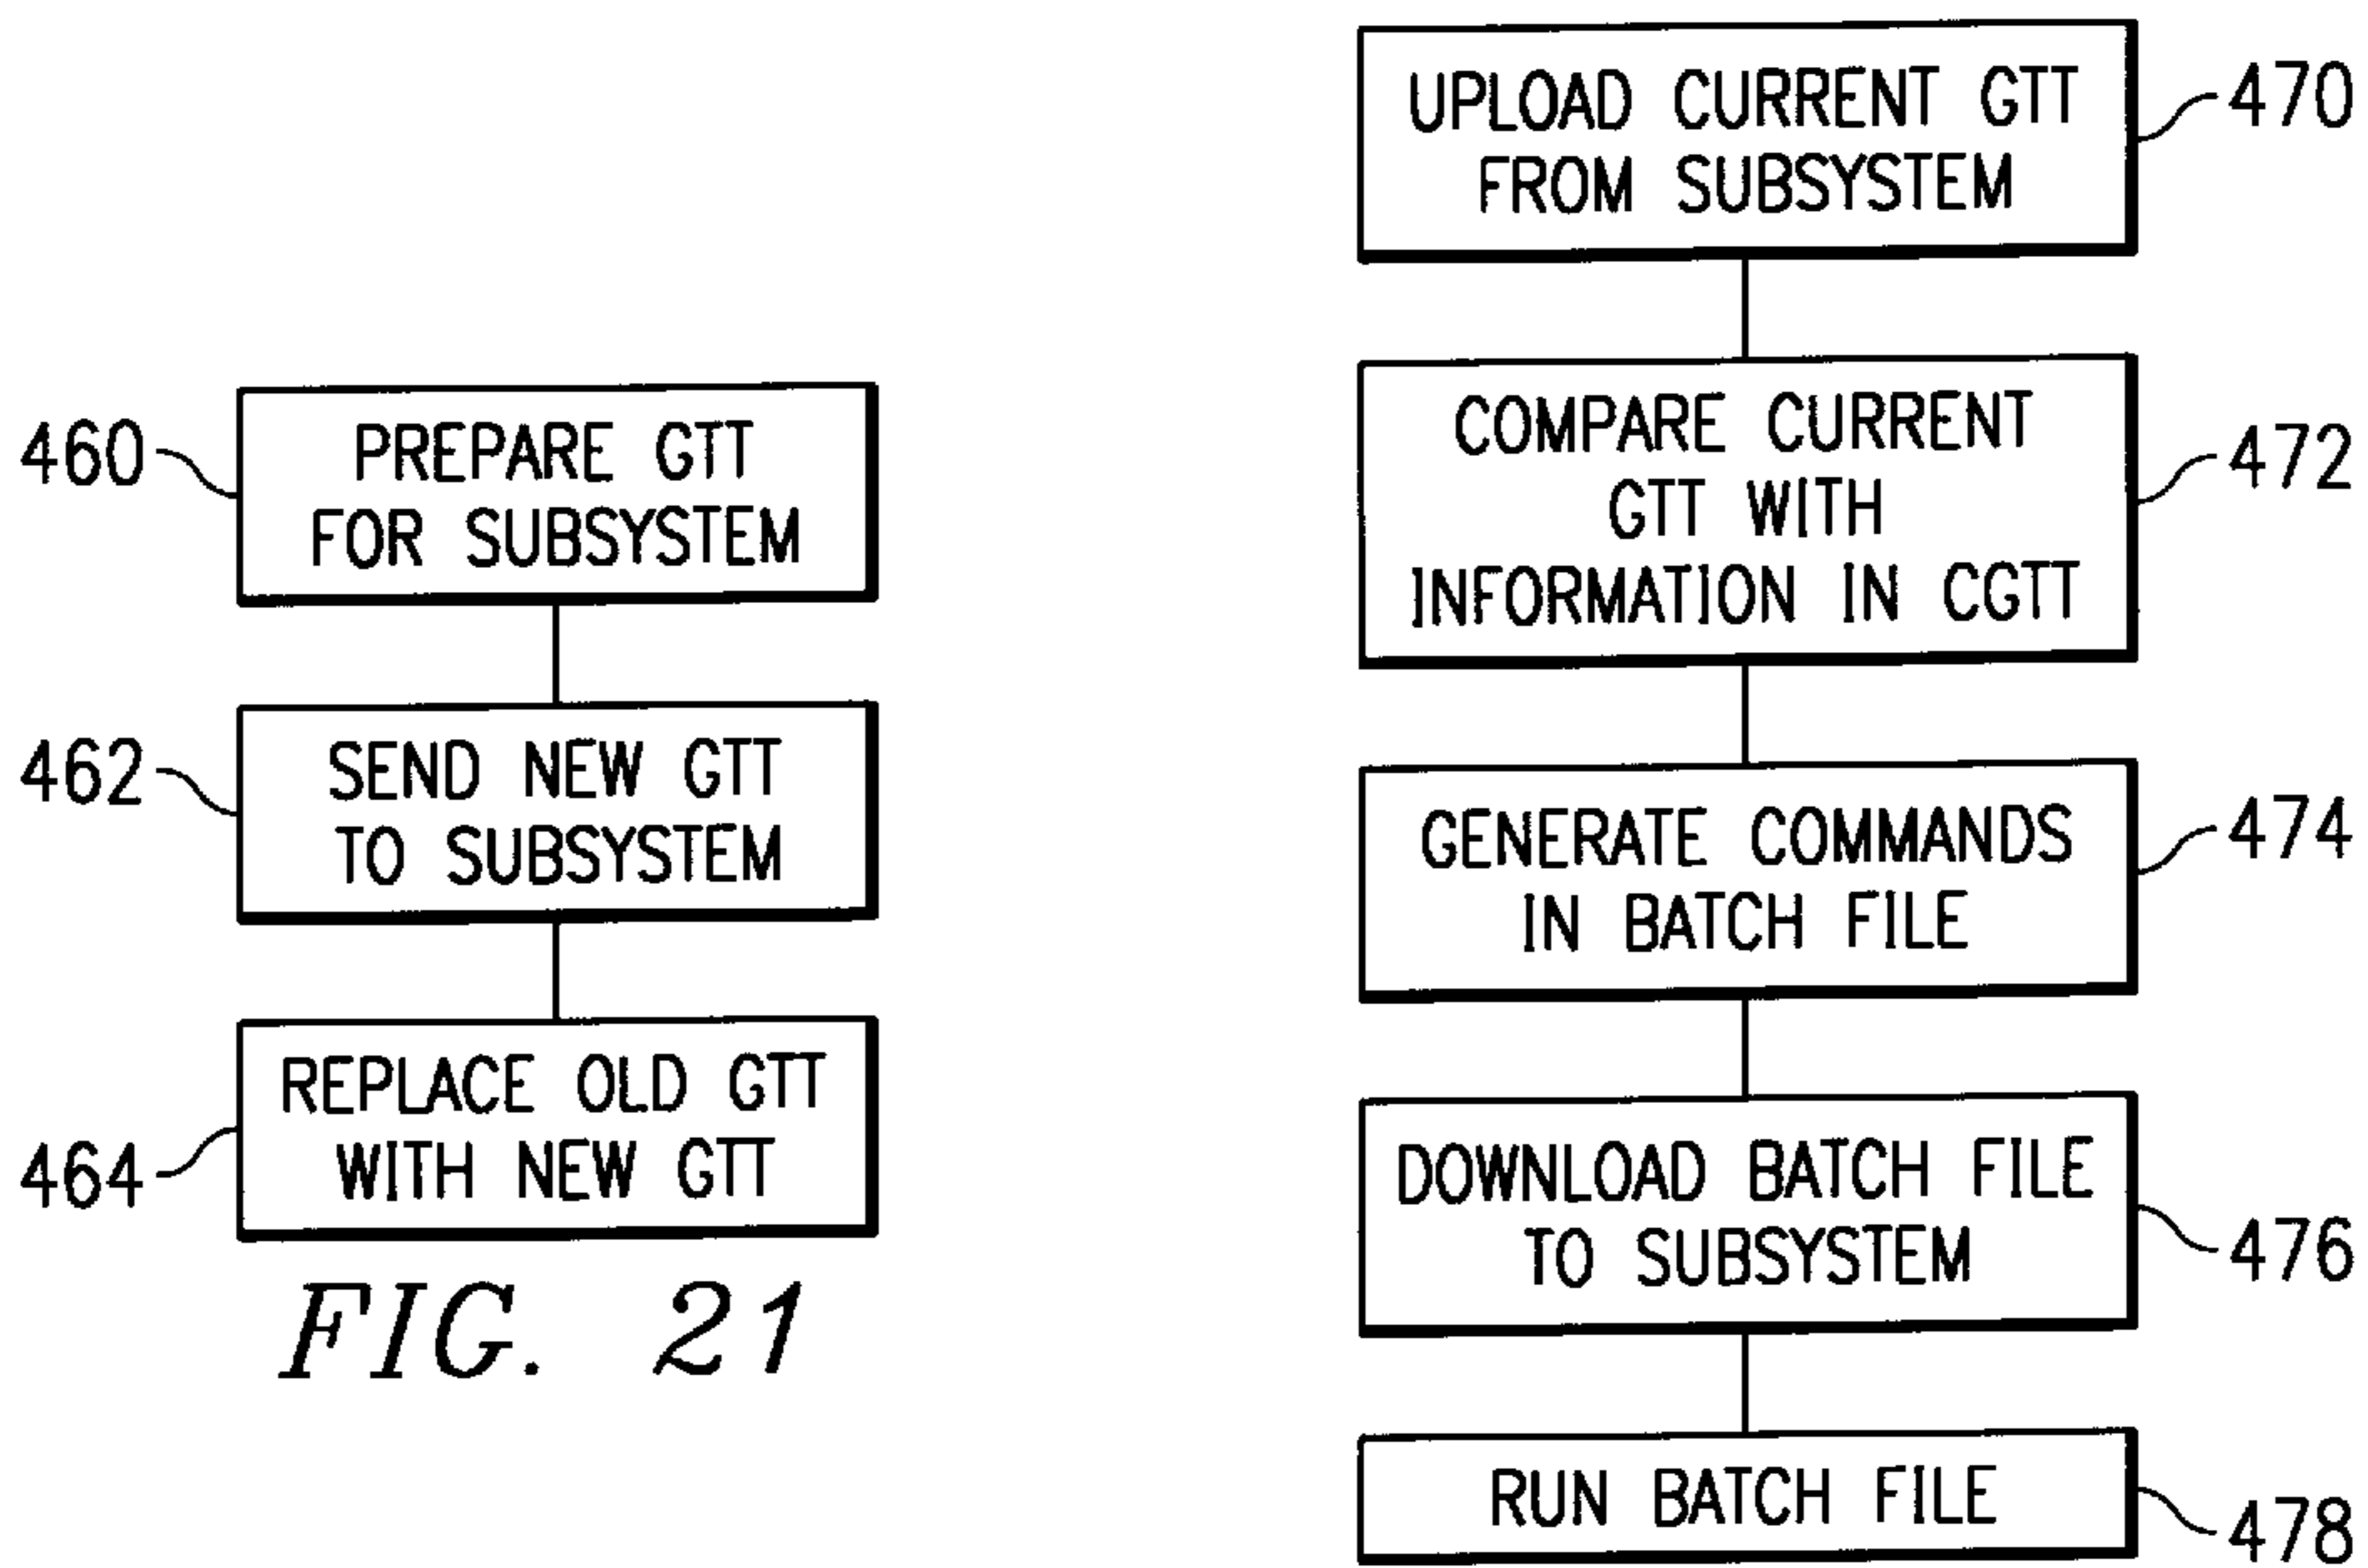 460
PREPARE GTT
FOR SUBSYSTEM
462
SEND NEW GTT
TO SUBSYSTEM
464
REPLACE OLD GTT
WITH NEW GTT
FIG. 21
UPLOAD CURRENT GTT
FROM SUBSYSTEM
470
COMPARE CURRENT
GTT WITH
INFORMATION IN CGTT
472
GENERATE COMMANDS
IN BATCH FILE
474
DOWNLOAD BATCH FILE
TO SUBSYSTEM
476
RUN BATCH FILE
478